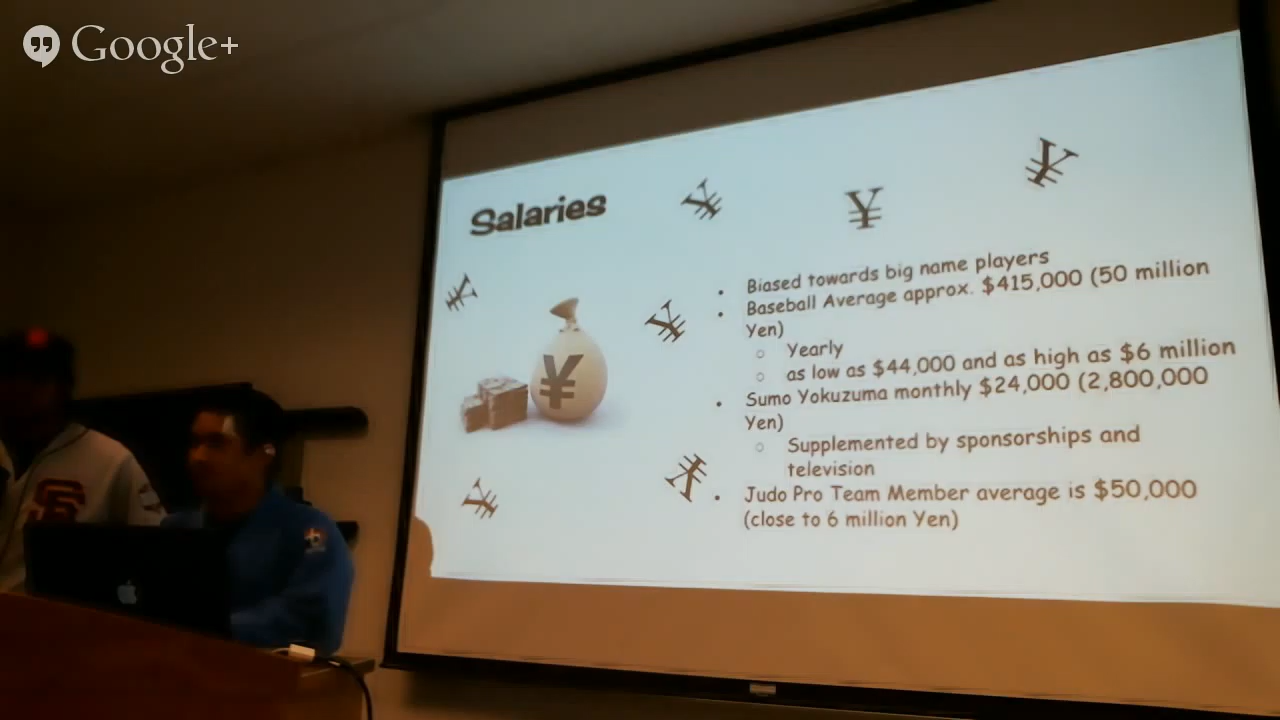 Google+
Salaries
¥ ¥ ¥
¥
¥
¥
¥
¥
Biased towards big name players
Baseball Average approx. $415,000 (50 million
Yen)
Yearly
as low as $44,000 and as high as $6 million
Sumo Yokuzuma monthly $24,000 (2,800,000
Yen)
Supplemented by sponsorships and
television
Judo Pro Team Member average is $50,000
(close to 6 million Yen)
SF